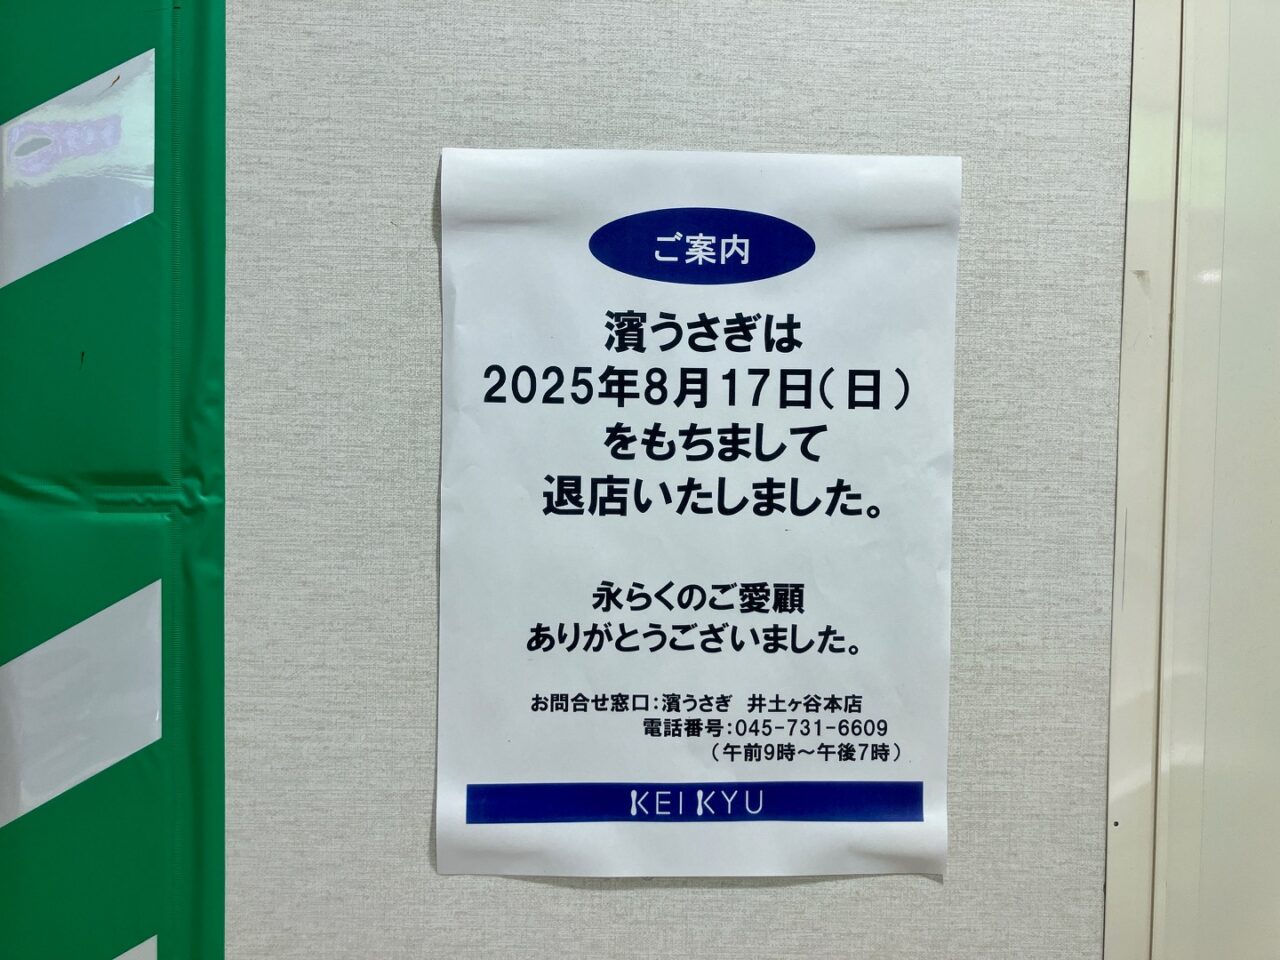 ご案内
濱うさぎは
2025年8月17日(日)
をもちまして
退店いたしました。
永らくのご愛顧
ありがとうございました。
お問合せ窓口:濱うさぎ 井土ヶ谷本店
電話番号:045-731-6609
(午前9時～午後7時)
KEIKYU